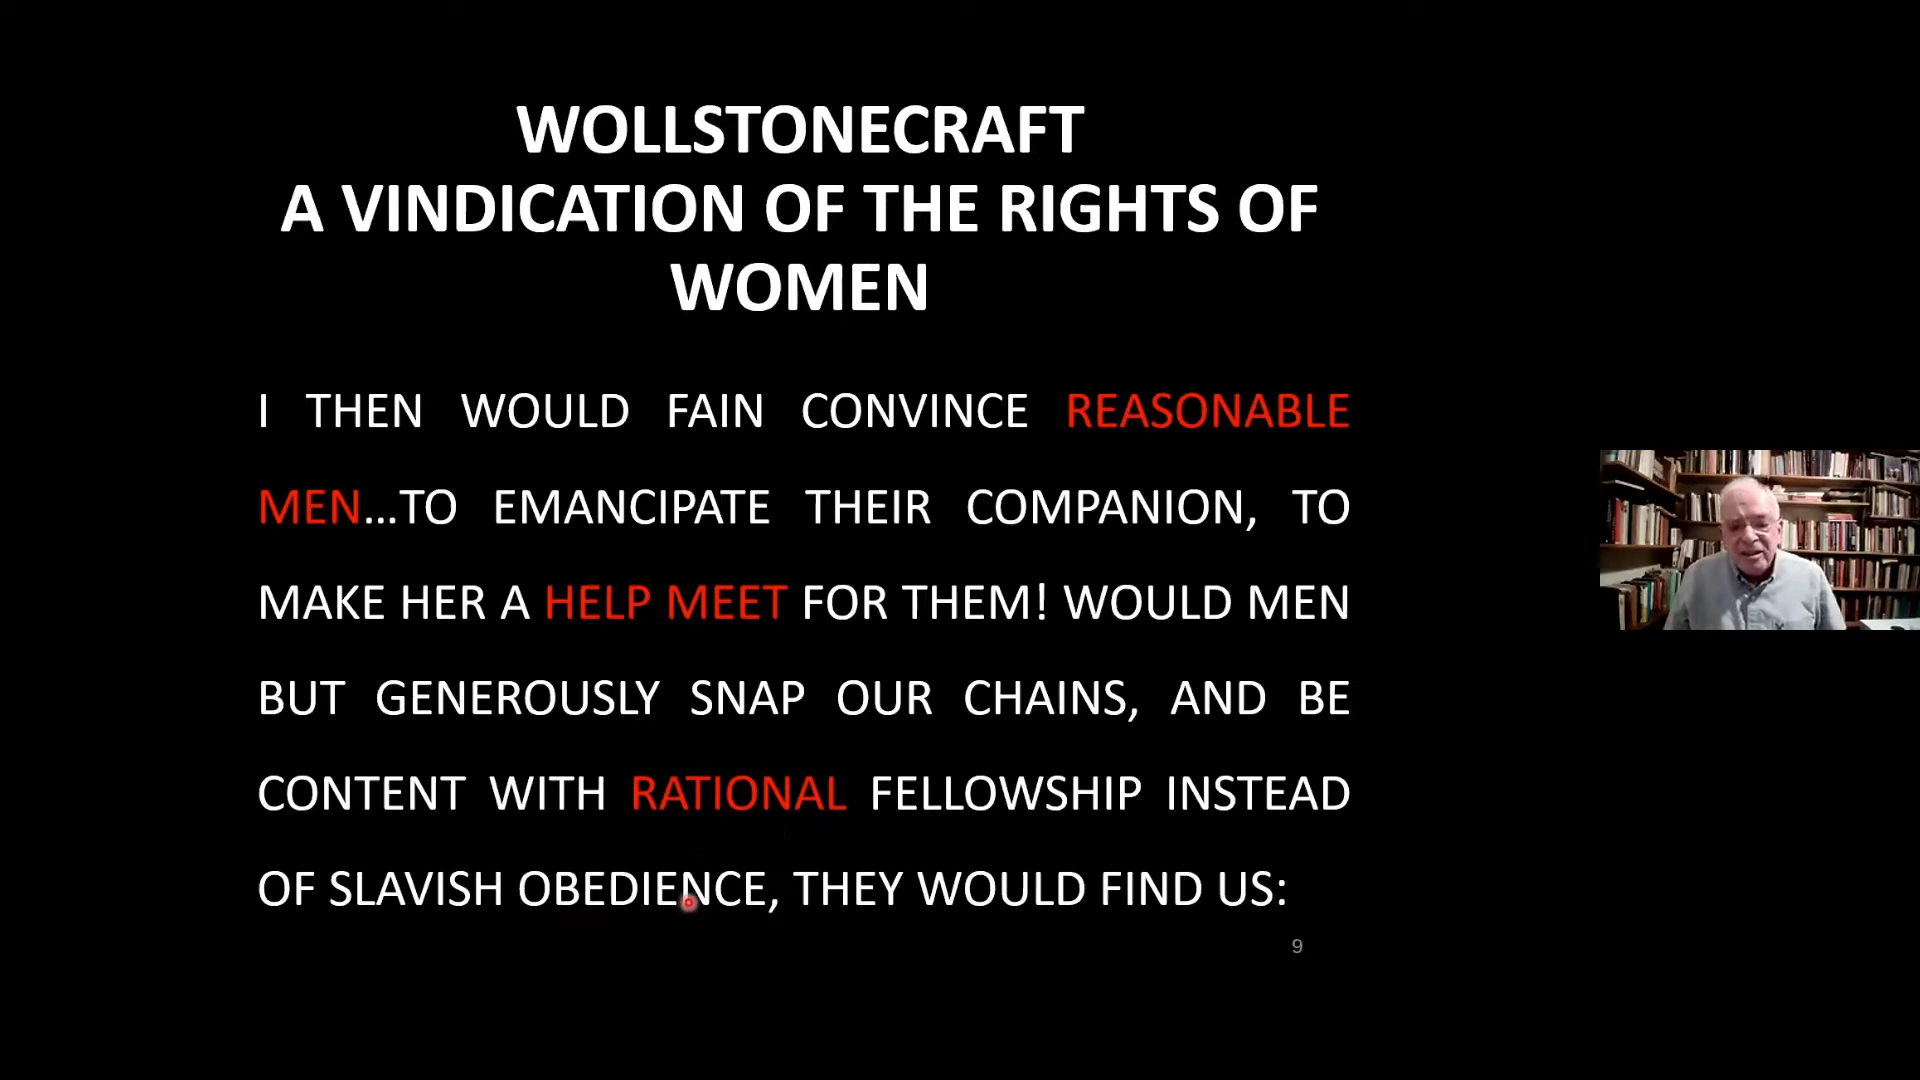 WOLLSTONECRAFT
A VINDICATION OF THE RIGHTS OF
WOMEN
I THEN WOULD FAIN CONVINCE REASONABLE
MEN...TO EMANCIPATE THEIR COMPANION, TO
MAKE HER A HELP MEET FOR THEM! WOULD MEN
BUT GENEROUSLY SNAP OUR CHAINS, AND BE
CONTENT WITH RATIONAL FELLOWSHIP INSTEAD
OF SLAVISH OBEDIENCE, THEY WOULD FIND US:
9